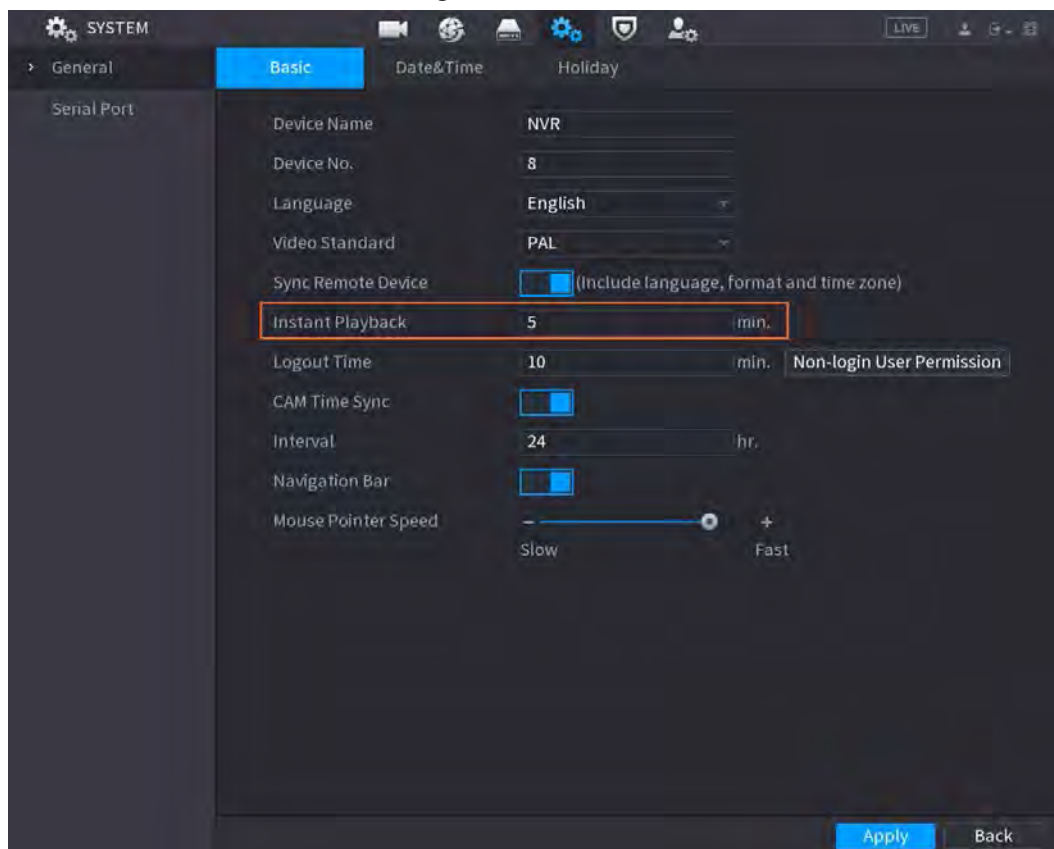 SYSTEM
LIVE
General
Basic Date&Time Holiday
Serial Port
Device Name NVR
Device No. 8
Language English
Video Standard PAL
Sync Remote Device (Include language, format and time zone)
Instant Playback 5 min.
Logout Time 10 min. Non-login User Permission
CAM Time Sync
Interval 24 hr.
Navigation Bar
Mouse Pointer Speed - +
Slow Fast
Apply Back